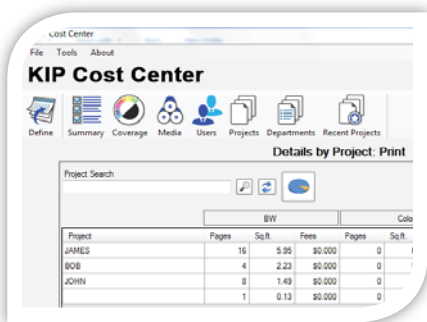 Cost Center
File Tools About
KIP Cost Center
Define Summary Coverage Media Users Projects Departments Recent Projects
Details by Project: Print
Project Search
BW
Project Pages Sq.ft. Fees Pages Sq.ft.
JAMES 16 5.95 $0.000 0
BOB 4 2.23 $0.000 0
JOHN 8 1.49 $0.000 0
1 0.13 $0.000 0